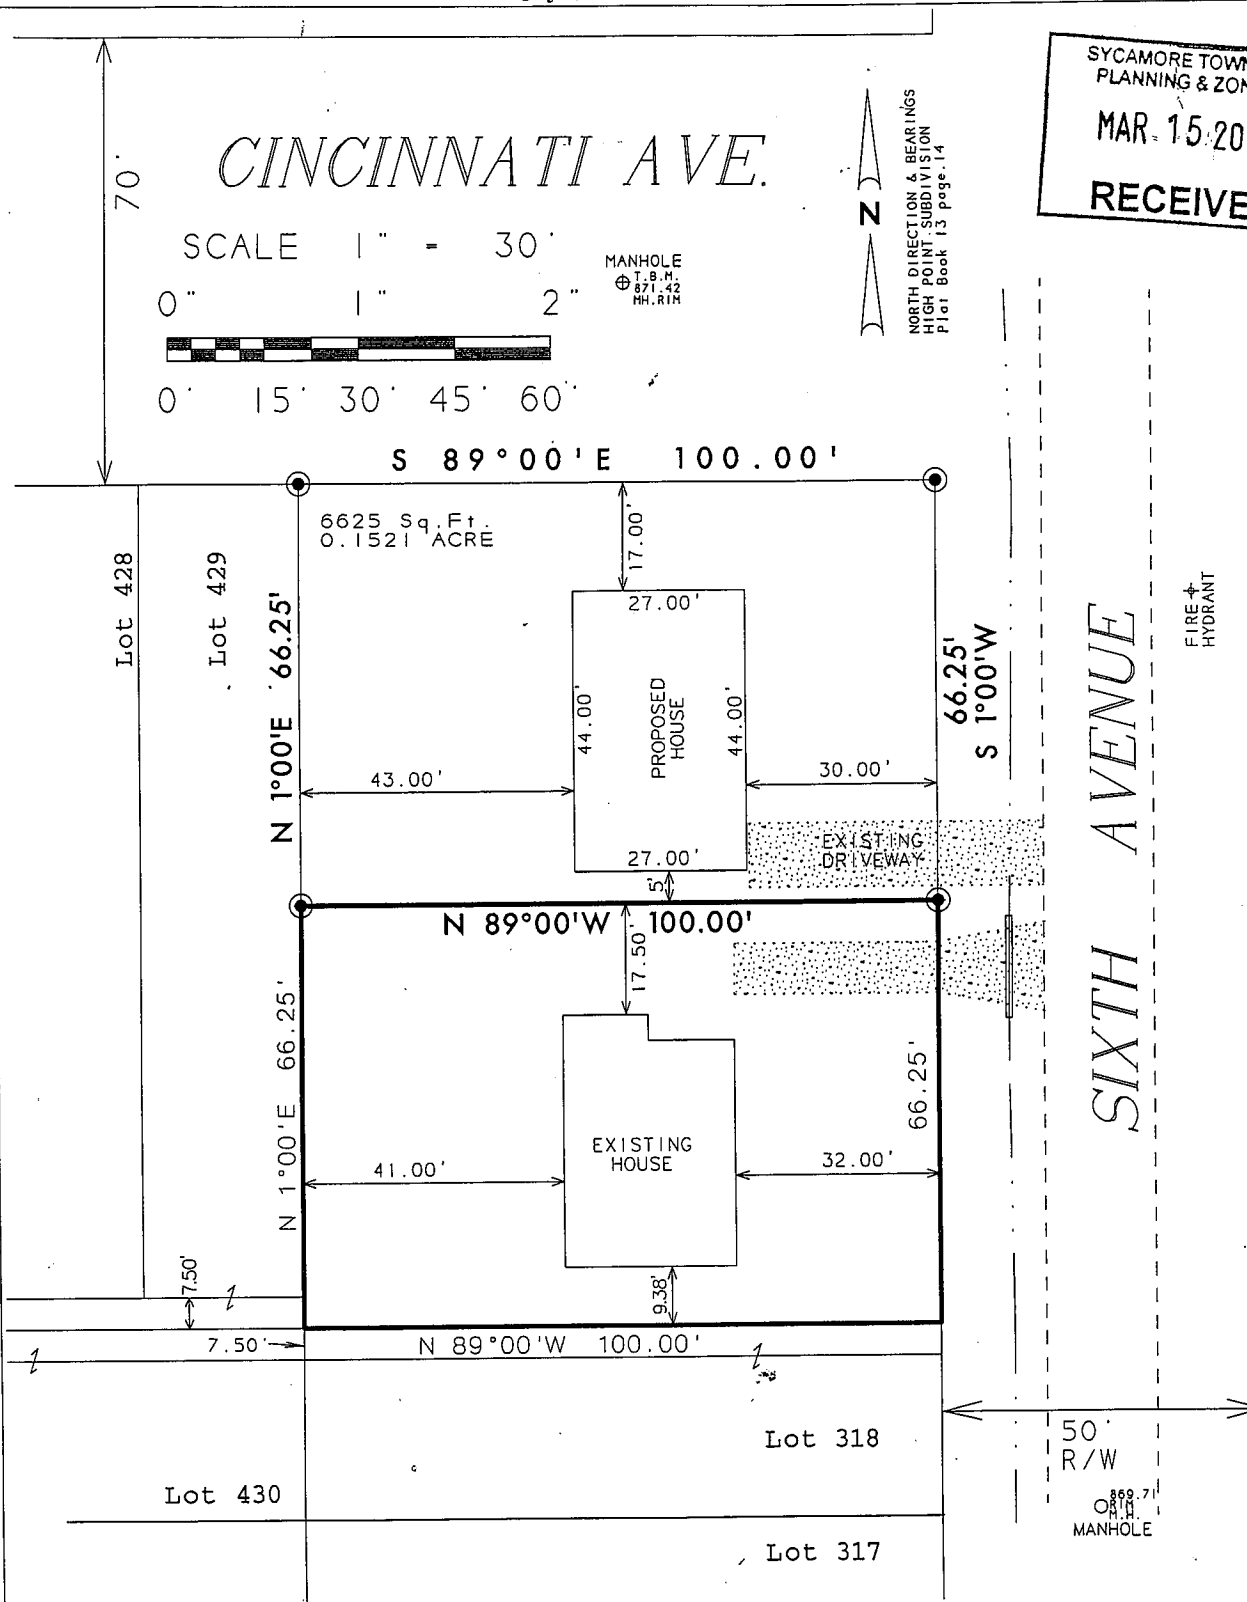 SYCAMORE TOWN
PLANNING & ZON
MAR 15 20
RECEIVE
CINCINNATI AVE.
70'
SCALE 1" = 30'
0" 1" 2"
0' 15' 30' 45' 60'
MANHOLE
T.B.M.
871.42
MH.RIM
N
NORTH DIRECTION & BEARINGS
HIGH POINT SUBDIVISION
Plat Book 13 page 14
S 89°00'E 100.00'
6625 Sq.Ft.
0.1521 ACRE
17.00'
27.00'
Lot 428
Lot 429
N 1°00'E 66.25'
44.00'
PROPOSED
HOUSE
44.00'
66.25'
S 1°00'W
FIRE
HYDRANT
SIXTH AVENUE
43.00'
30.00'
EXISTING
DRIVEWAY
27.00'
5'
N 89°00'W 100.00'
17.50'
N 1°00'E 66.25'
66.25'
EXISTING
HOUSE
41.00'
32.00'
7.50'
9.38'
7.50'
N 89°00'W 100.00'
50'
R/W
Lot 318
Lot 430
869.71
RIM
M.H.
MANHOLE
Lot 317